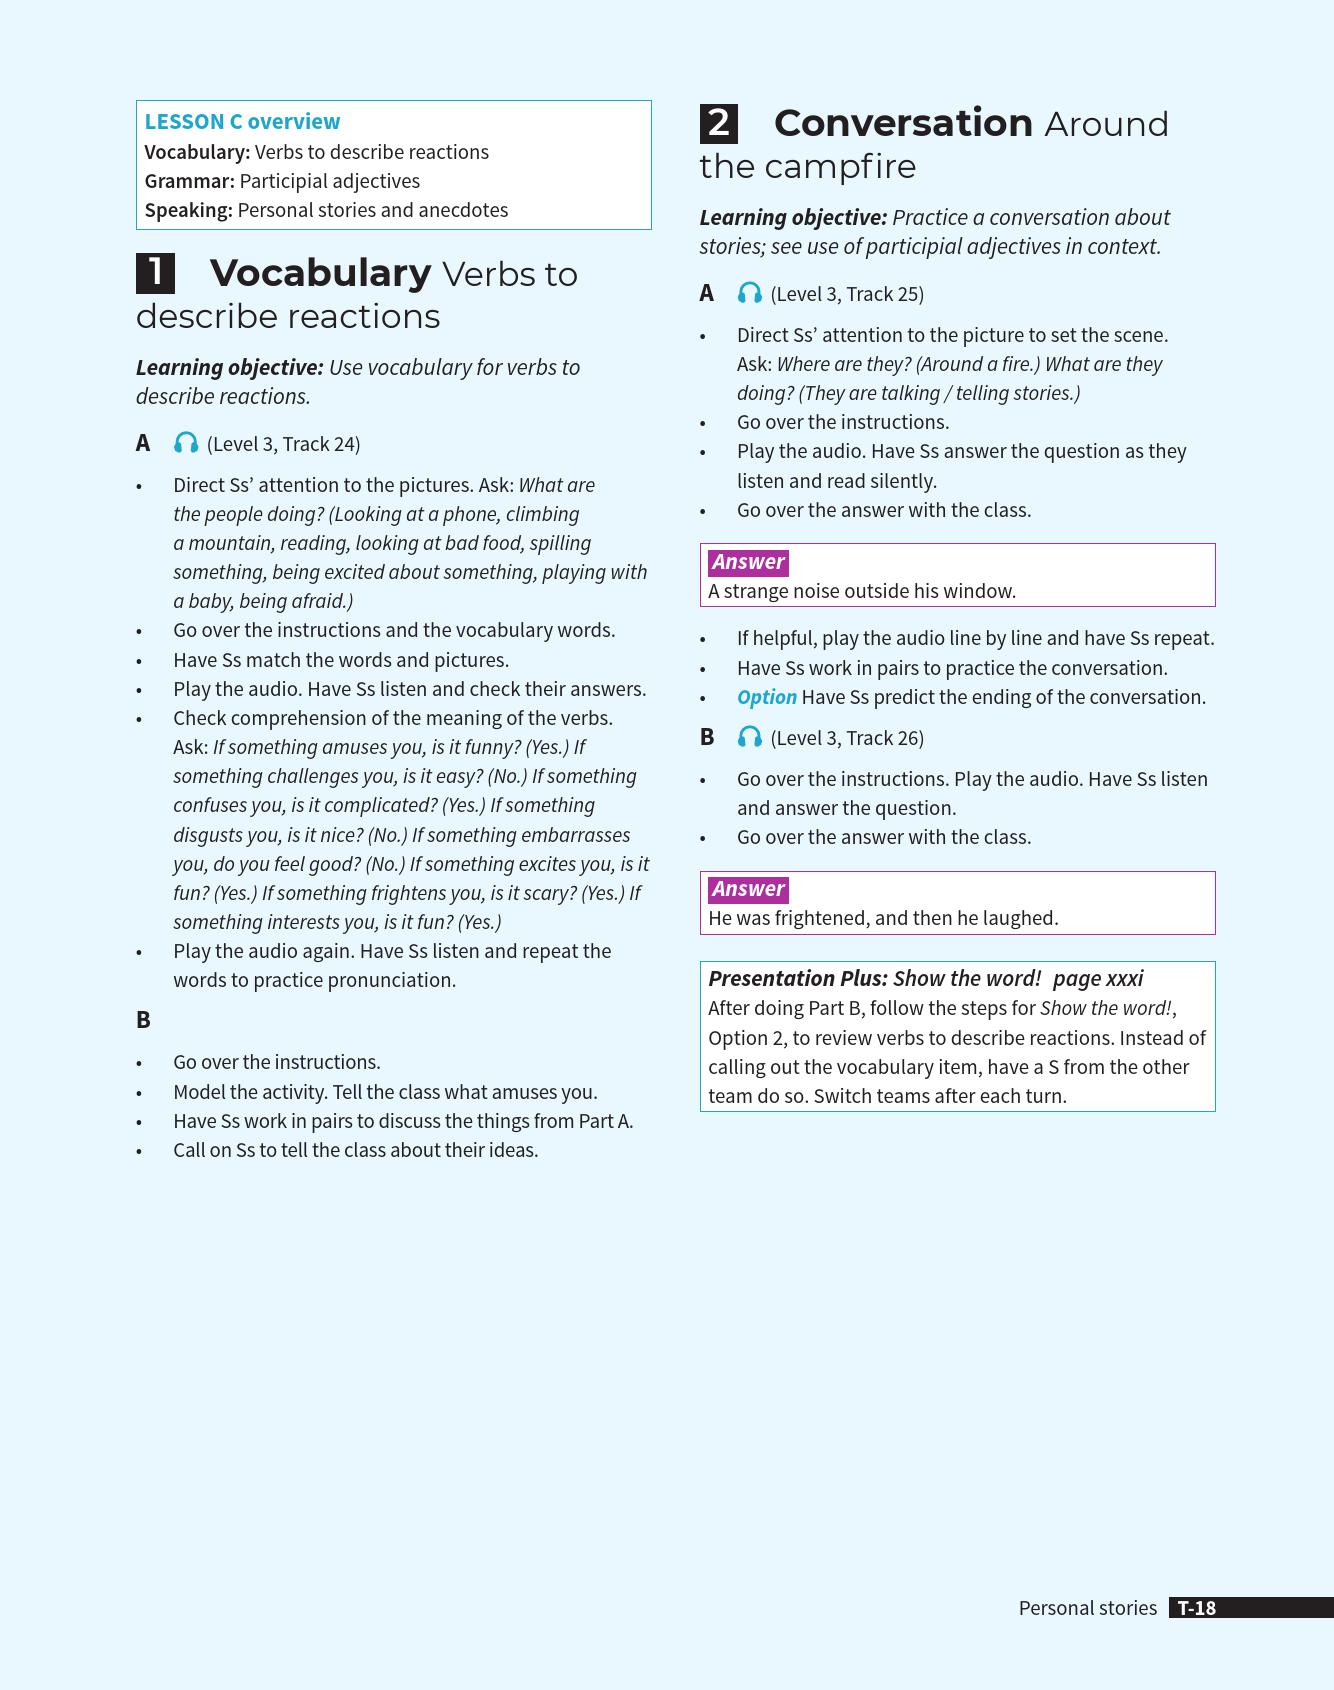 LESSON C overview
Vocabulary: Verbs to describe reactions
Grammar: Participial adjectives
Speaking: Personal stories and anecdotes
1 Vocabulary Verbs to
describe reactions
Learning objective: Use vocabulary for verbs to
describe reactions.
A (Level 3, Track 24)
• Direct Ss’ attention to the pictures. Ask: What are
the people doing? (Looking at a phone, climbing
a mountain, reading, looking at bad food, spilling
something, being excited about something, playing with
a baby, being afraid.)
• Go over the instructions and the vocabulary words.
• Have Ss match the words and pictures.
• Play the audio. Have Ss listen and check their answers.
• Check comprehension of the meaning of the verbs.
Ask: If something amuses you, is it funny? (Yes.) If
something challenges you, is it easy? (No.) If something
confuses you, is it complicated? (Yes.) If something
disgusts you, is it nice? (No.) If something embarrasses
you, do you feel good? (No.) If something excites you, is it
fun? (Yes.) If something frightens you, is it scary? (Yes.) If
something interests you, is it fun? (Yes.)
• Play the audio again. Have Ss listen and repeat the
words to practice pronunciation.
B
• Go over the instructions.
• Model the activity. Tell the class what amuses you.
• Have Ss work in pairs to discuss the things from Part A.
• Call on Ss to tell the class about their ideas.
2 Conversation Around
the campfire
Learning objective: Practice a conversation about
stories; see use of participial adjectives in context.
A (Level 3, Track 25)
• Direct Ss’ attention to the picture to set the scene.
Ask: Where are they? (Around a fire.) What are they
doing? (They are talking / telling stories.)
• Go over the instructions.
• Play the audio. Have Ss answer the question as they
listen and read silently.
• Go over the answer with the class.
Answer
A strange noise outside his window.
• If helpful, play the audio line by line and have Ss repeat.
• Have Ss work in pairs to practice the conversation.
• Option Have Ss predict the ending of the conversation.
B (Level 3, Track 26)
• Go over the instructions. Play the audio. Have Ss listen
and answer the question.
• Go over the answer with the class.
Answer
He was frightened, and then he laughed.
Presentation Plus: Show the word! page xxxi
After doing Part B, follow the steps for Show the word!,
Option 2, to review verbs to describe reactions. Instead of
calling out the vocabulary item, have a S from the other
team do so. Switch teams after each turn.
Personal stories T-18